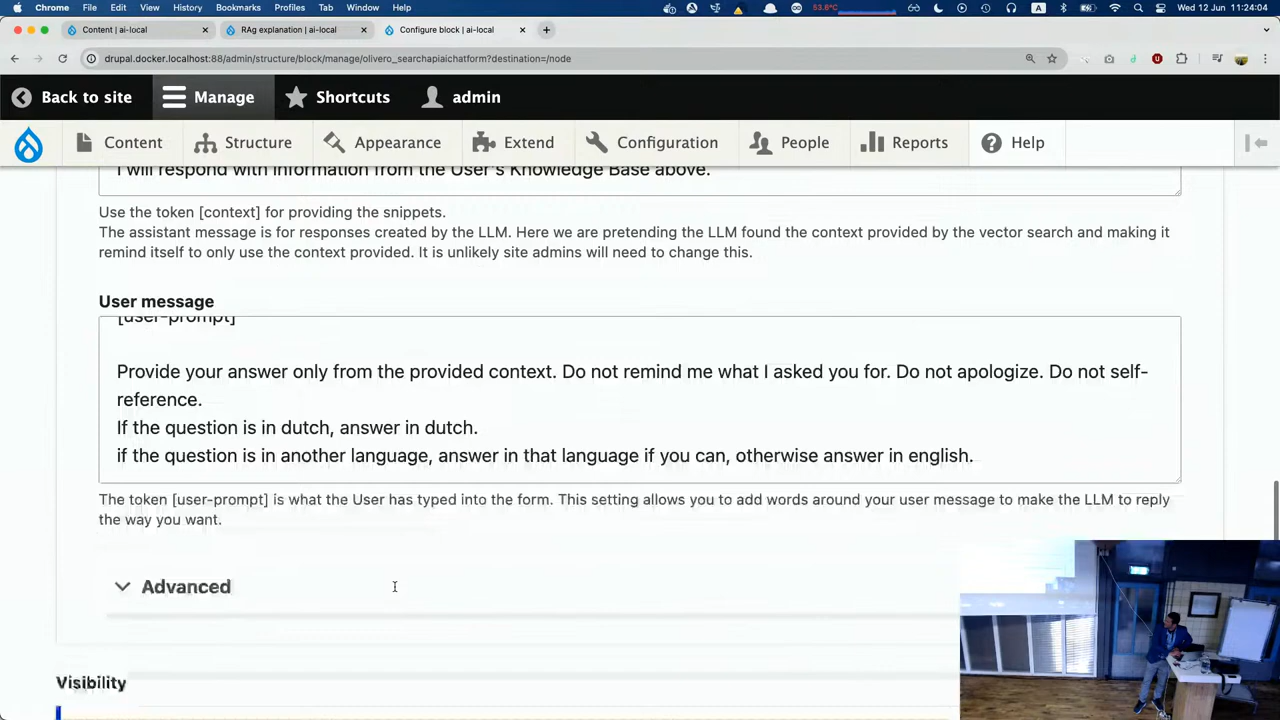 Chrome File Edit View History Bookmarks Profiles Tab Window Help 53.6°C A Wed 12 Jun 11:24:04
Content | ai-local RAg explanation | ai-local Configure block | ai-local
drupal.docker.localhost:88/admin/structure/block/manage/olivero_searchapiaichatform?destination=/node
Back to site Manage Shortcuts admin
Content Structure Appearance Extend Configuration People Reports Help
I will respond with information from the User's Knowledge Base above.
Use the token [context] for providing the snippets.
The assistant message is for responses created by the LLM. Here we are pretending the LLM found the context provided by the vector search and making it
remind itself to only use the context provided. It is unlikely site admins will need to change this.
User message
[user-prompt]
Provide your answer only from the provided context. Do not remind me what I asked you for. Do not apologize. Do not self-
reference.
If the question is in dutch, answer in dutch.
if the question is in another language, answer in that language if you can, otherwise answer in english.
The token [user-prompt] is what the User has typed into the form. This setting allows you to add words around your user message to make the LLM to reply
the way you want.
Advanced
Visibility